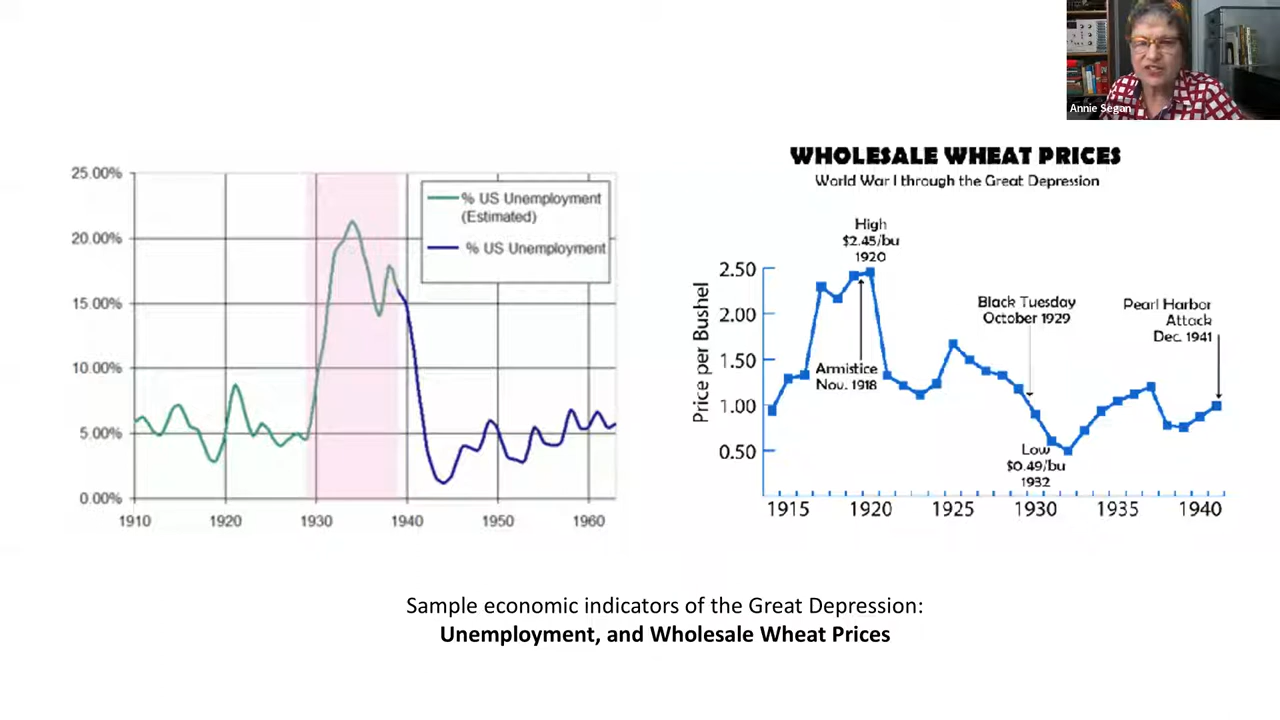 Annie Segan
25.00%
20.00%
15.00%
10.00%
5.00%
0.00%
1910 1920 1930 1940 1950 1960
% US Unemployment
(Estimated)
% US Unemployment
WHOLESALE WHEAT PRICES
World War I through the Great Depression
High
$2.45/bu
1920
Black Tuesday
October 1929
Pearl Harbor
Attack
Dec. 1941
Armistice
Nov. 1918
Low
$0.49/bu
1932
Price per Bushel
2.50
2.00
1.50
1.00
0.50
1915 1920 1925 1930 1935 1940
Sample economic indicators of the Great Depression:
Unemployment, and Wholesale Wheat Prices